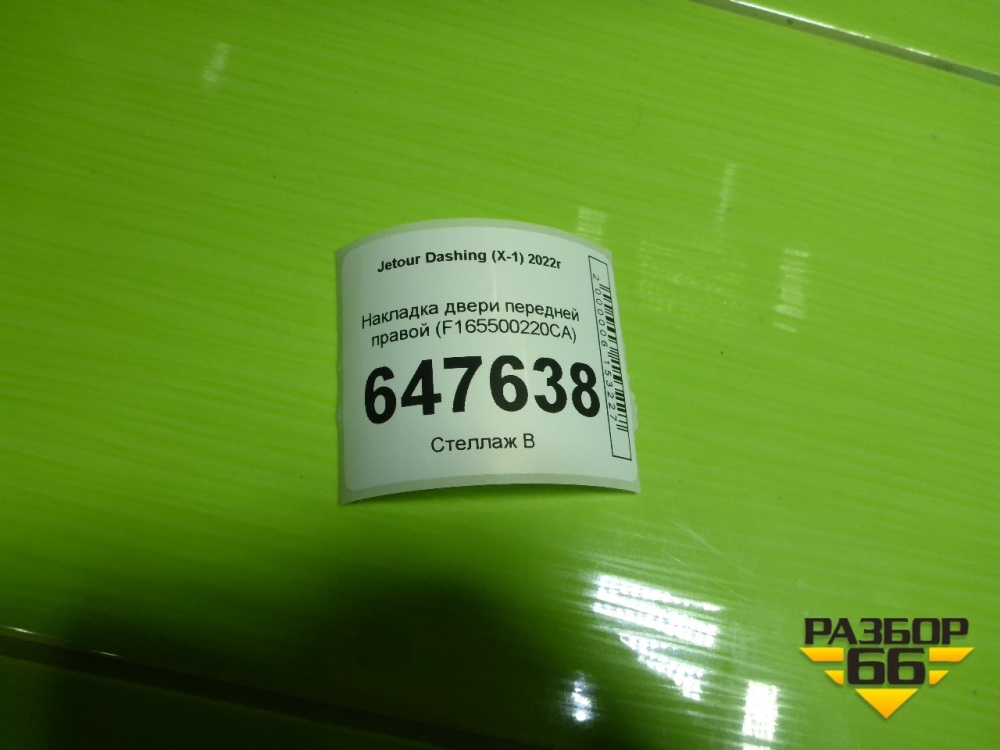 Jetour Dashing (X-1) 2022г
Накладка двери передней
правой (F165500220CA)
647638
Стеллаж В
2000006153227
РАЗБОР
66